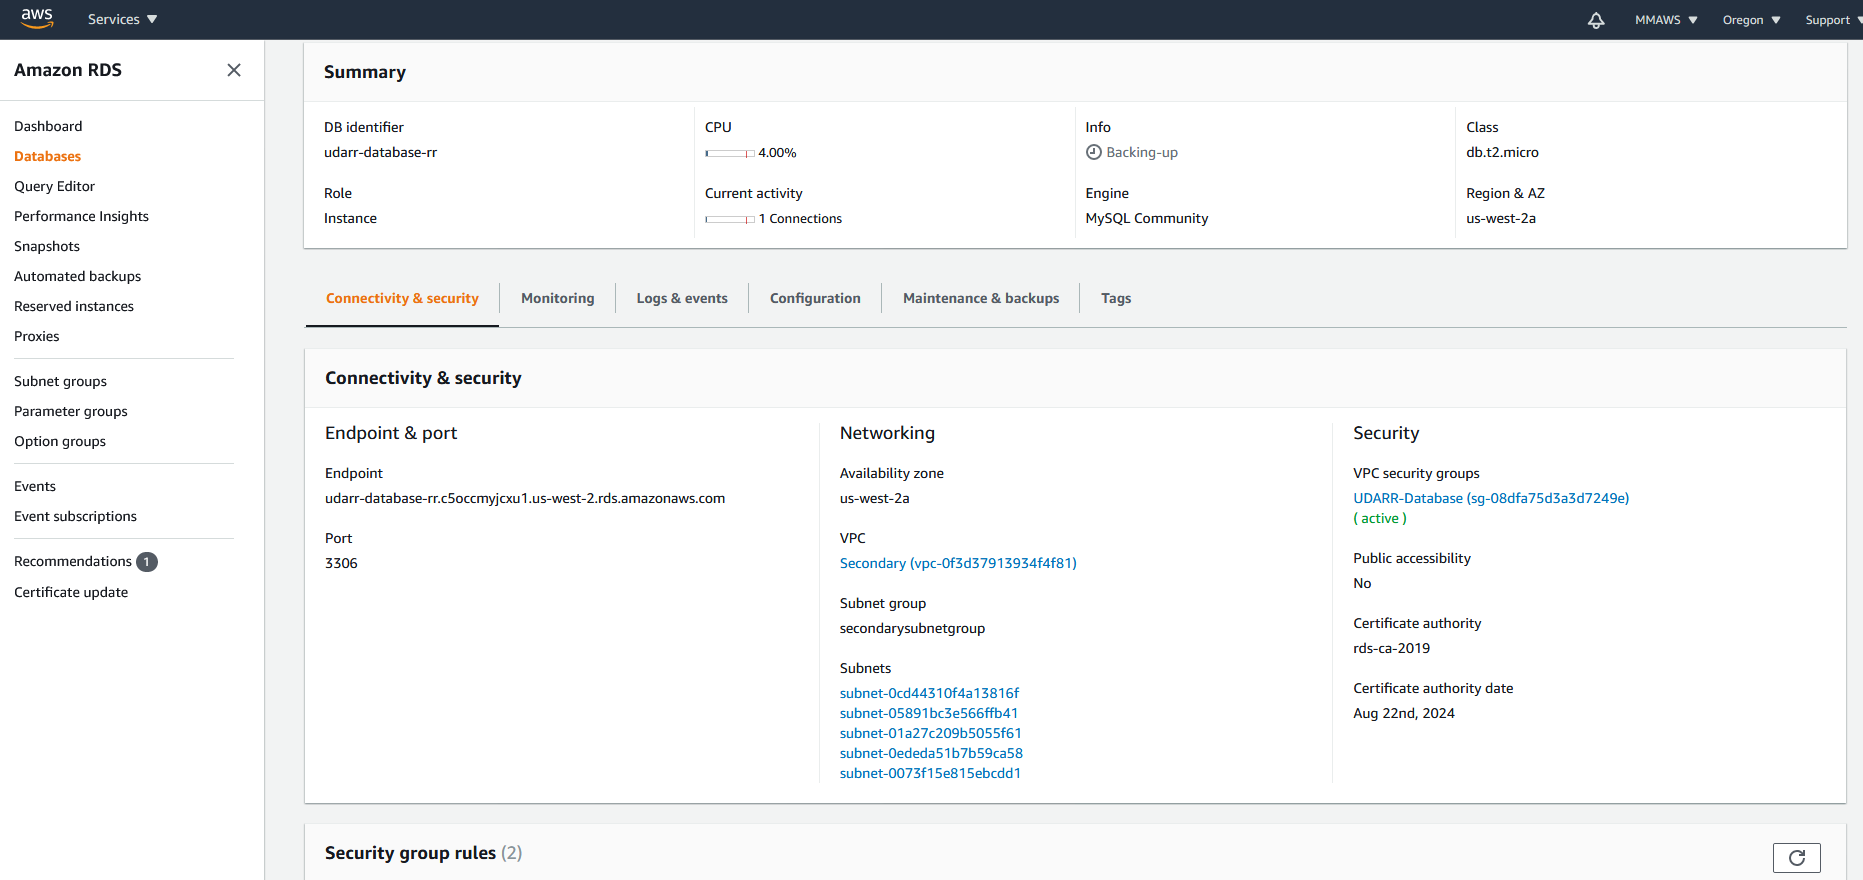 aws
Services
MMAWS
Oregon
Support
Amazon RDS
Dashboard
Databases
Query Editor
Performance Insights
Snapshots
Automated backups
Reserved instances
Proxies
Subnet groups
Parameter groups
Option groups
Events
Event subscriptions
Recommendations 1
Certificate update
Summary
DB identifier
udarr-database-rr
Role
Instance
CPU
4.00%
Current activity
1 Connections
Info
Backing-up
Engine
MySQL Community
Class
db.t2.micro
Region & AZ
us-west-2a
Connectivity & security
Monitoring
Logs & events
Configuration
Maintenance & backups
Tags
Connectivity & security
Endpoint & port
Endpoint
udarr-database-rr.c5occmyjcxu1.us-west-2.rds.amazonaws.com
Port
3306
Networking
Availability zone
us-west-2a
VPC
Secondary (vpc-0f3d37913934f4f81)
Subnet group
secondarysubnetgroup
Subnets
subnet-0cd44310f4a13816f
subnet-05891bc3e566ffb41
subnet-01a27c209b5055f61
subnet-0ededa51b7b59ca58
subnet-0073f15e815ebcdd1
Security
VPC security groups
UDARR-Database (sg-08dfa75d3a3d7249e)
( active )
Public accessibility
No
Certificate authority
rds-ca-2019
Certificate authority date
Aug 22nd, 2024
Security group rules (2)